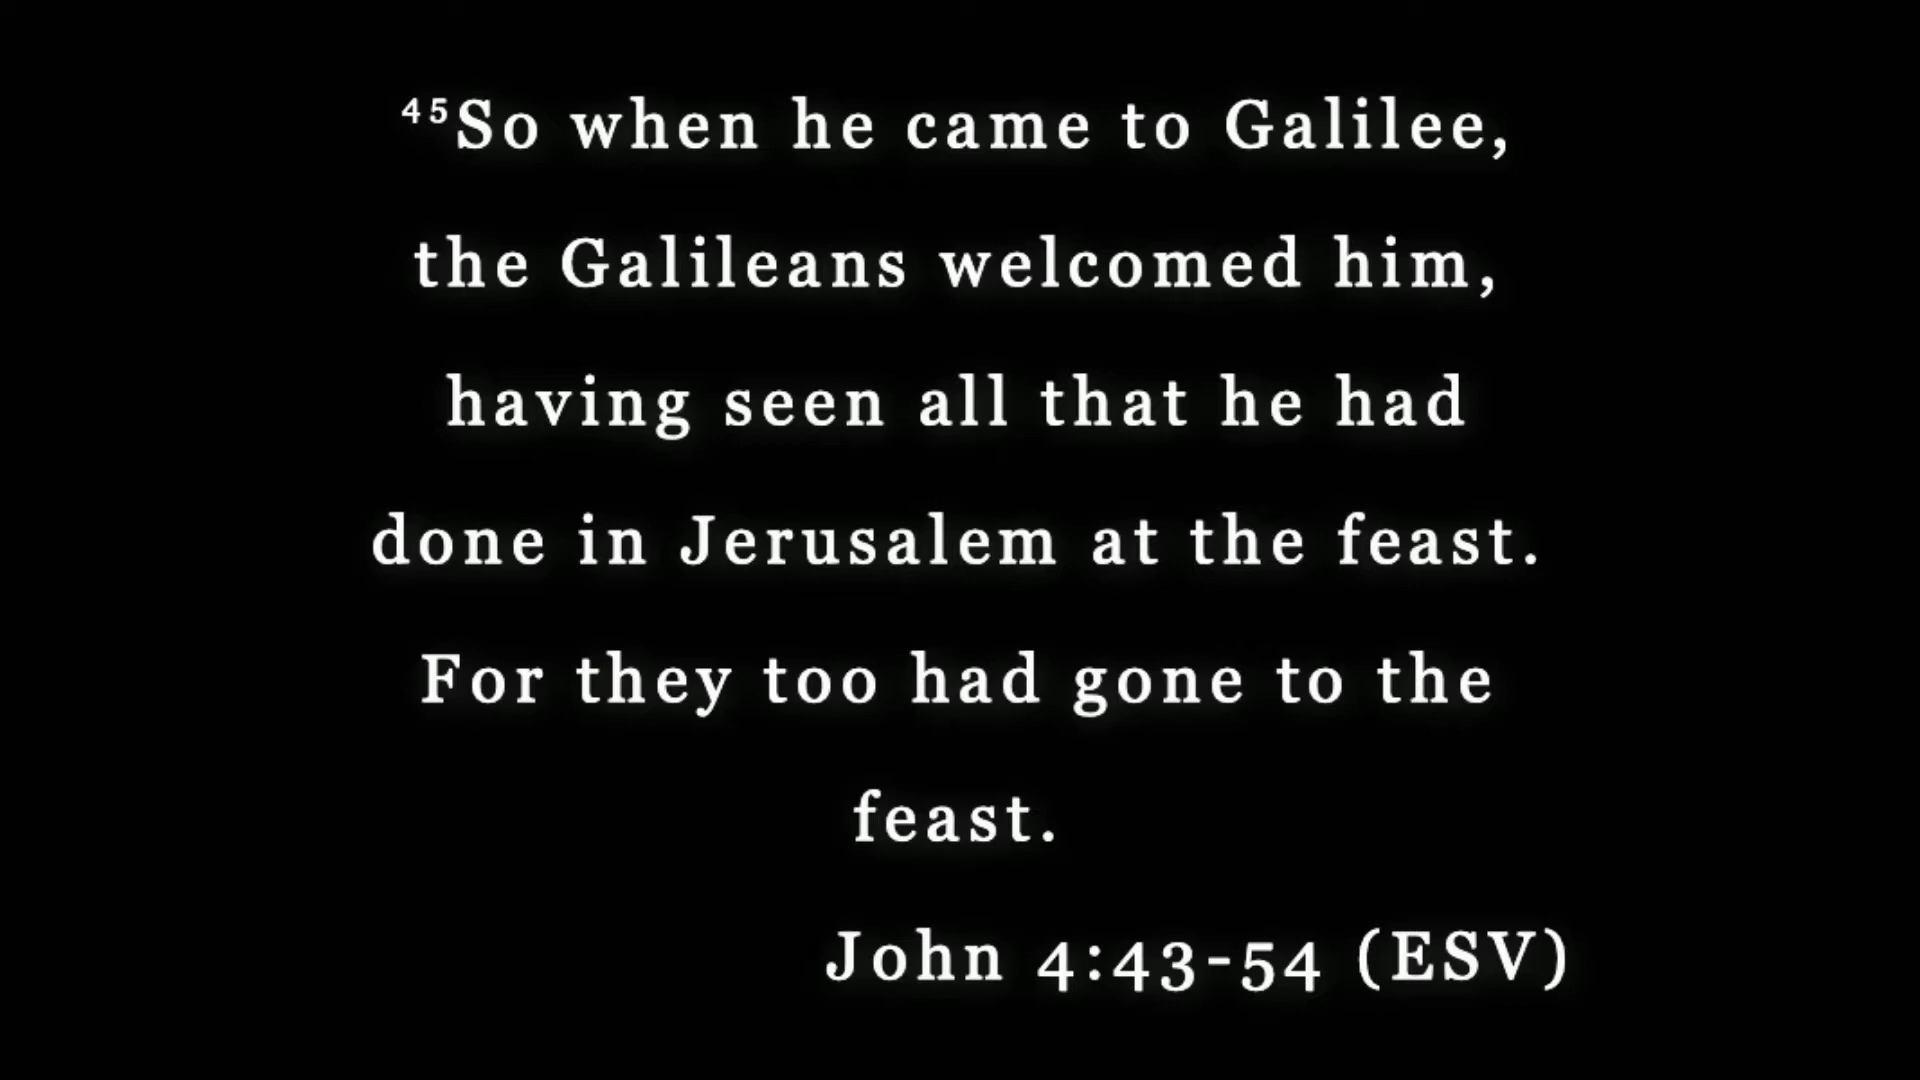 ⁴⁵So when he came to Galilee,
the Galileans welcomed him,
having seen all that he had
done in Jerusalem at the feast.
For they too had gone to the
feast.
John 4:43-54 (ESV)